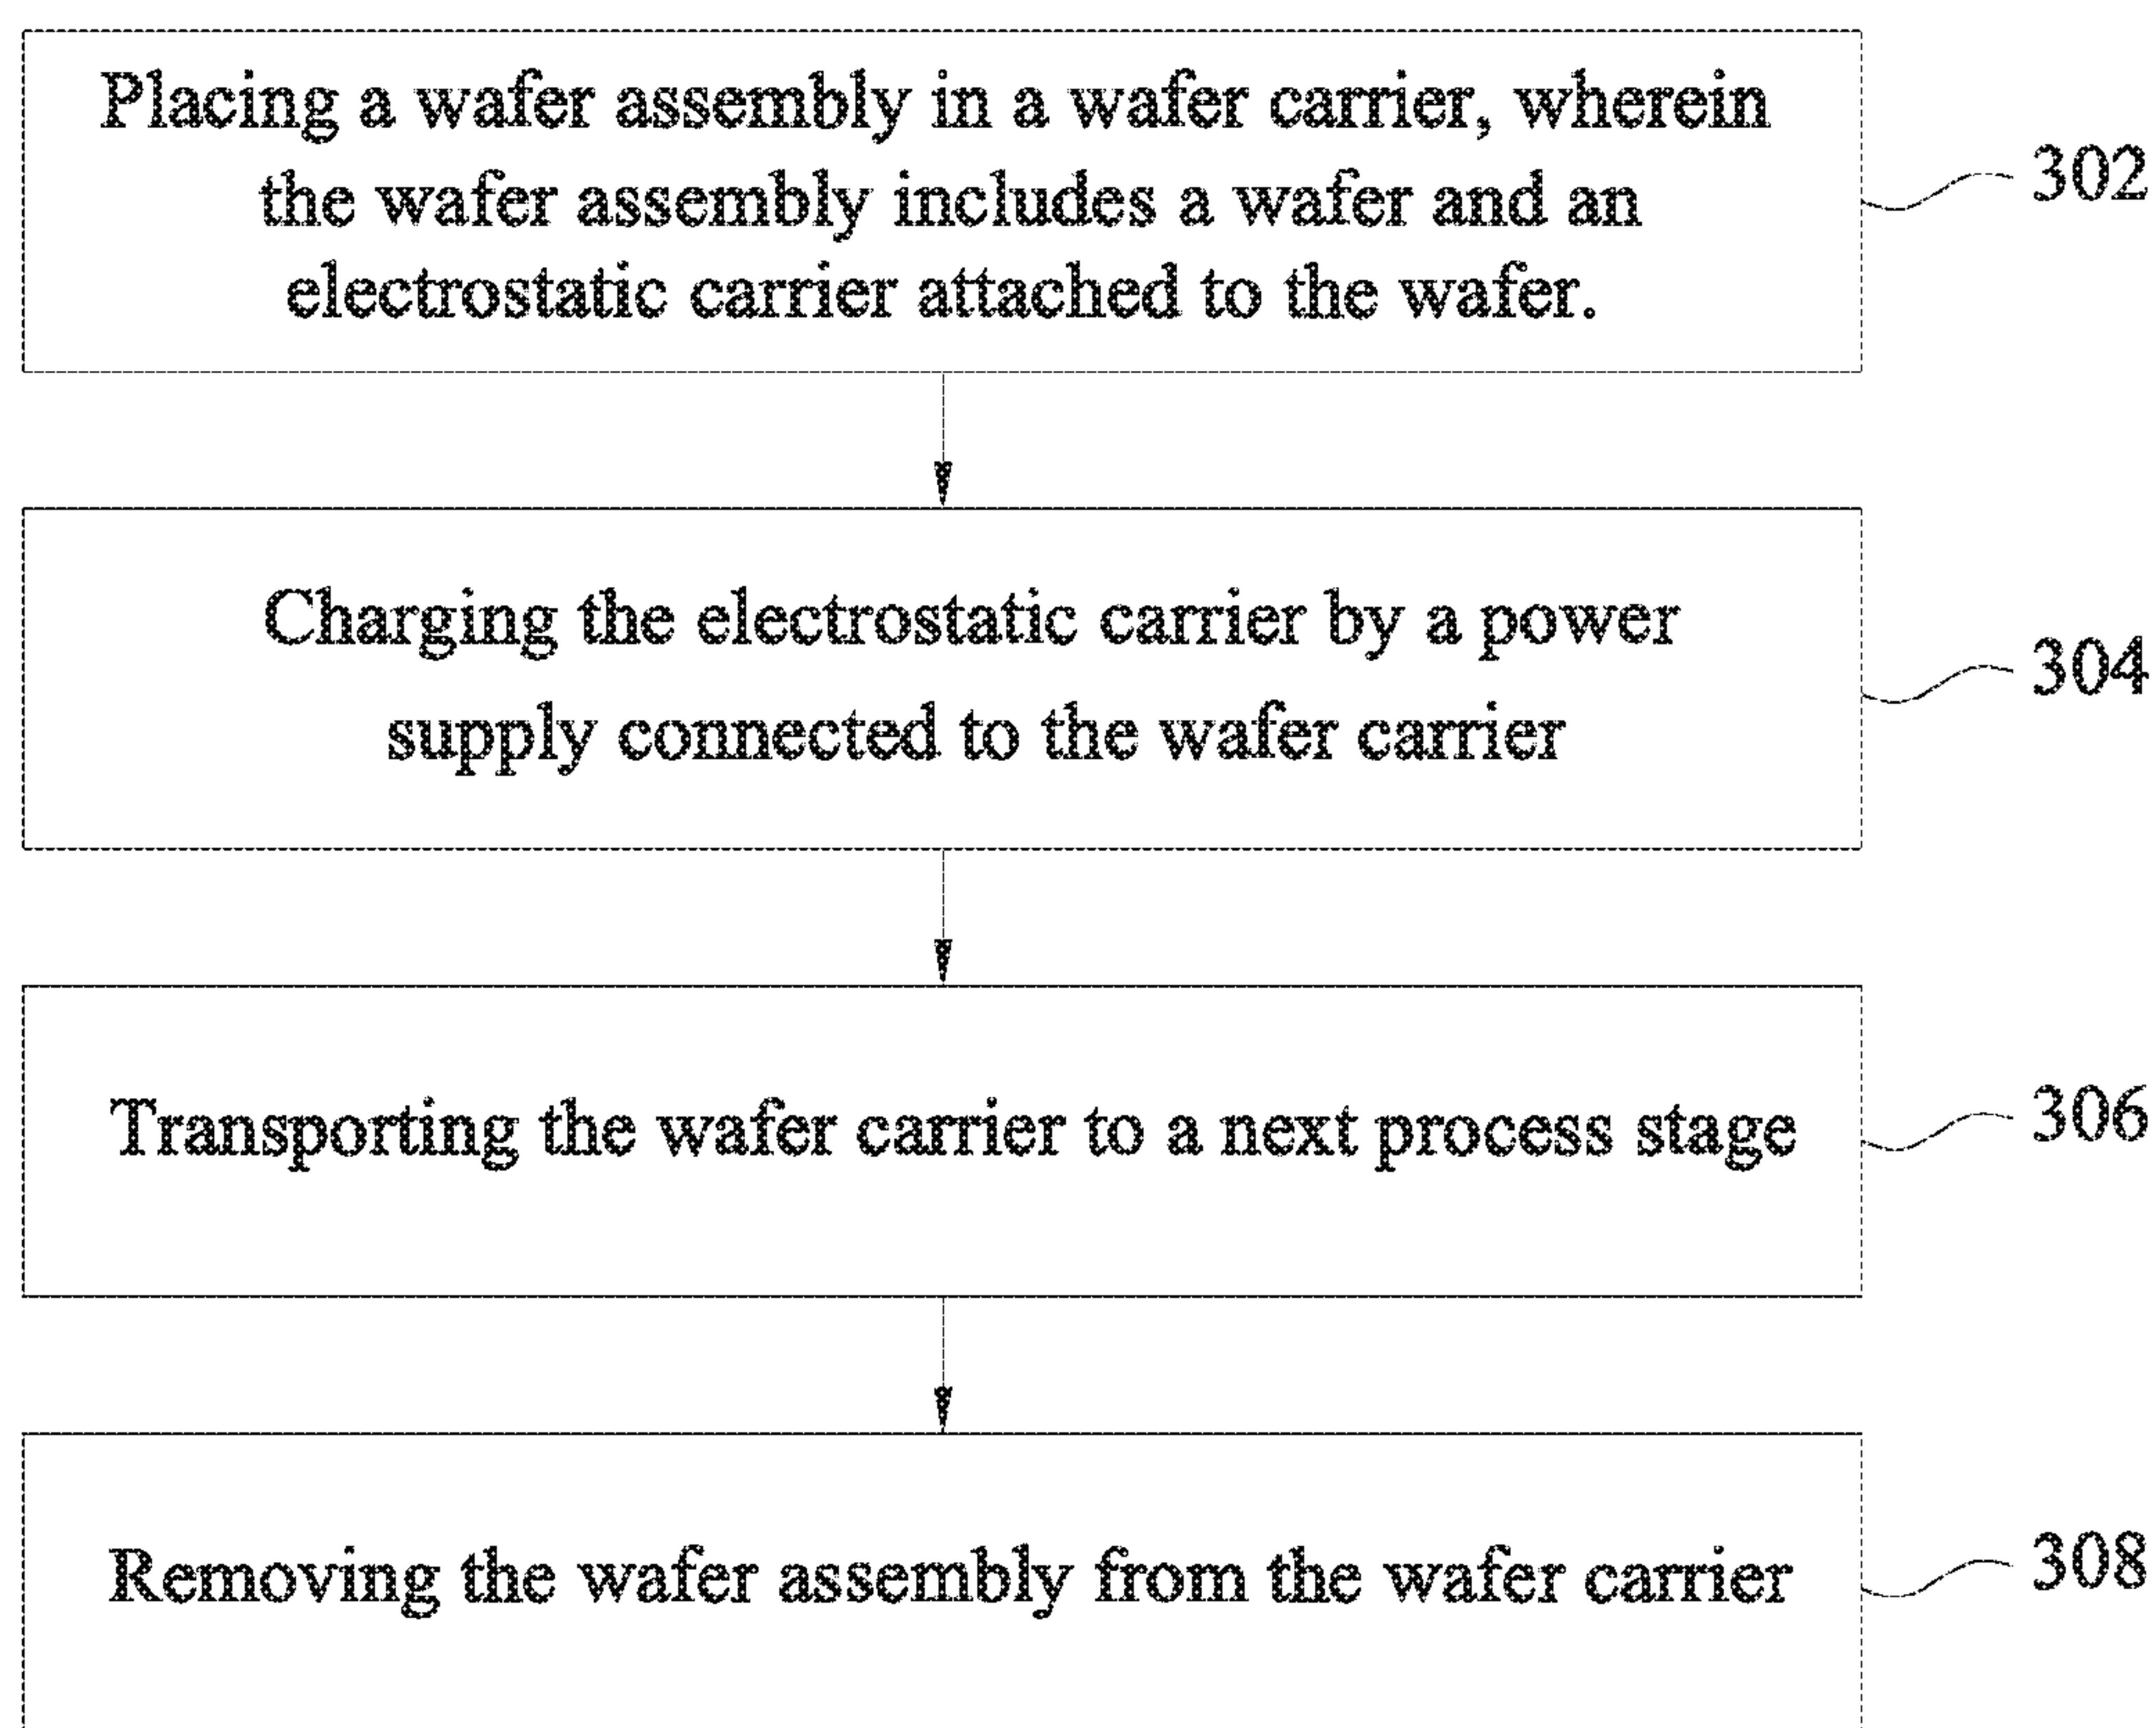 Placing a wafer assembly in a wafer carrier, wherein
the wafer assembly includes a wafer and an
electrostatic carrier attached to the wafer.
302
Charging the electrostatic carrier by a power
supply connected to the wafer carrier
304
Transporting the wafer carrier to a next process stage
306
Removing the wafer assembly from the wafer carrier
308